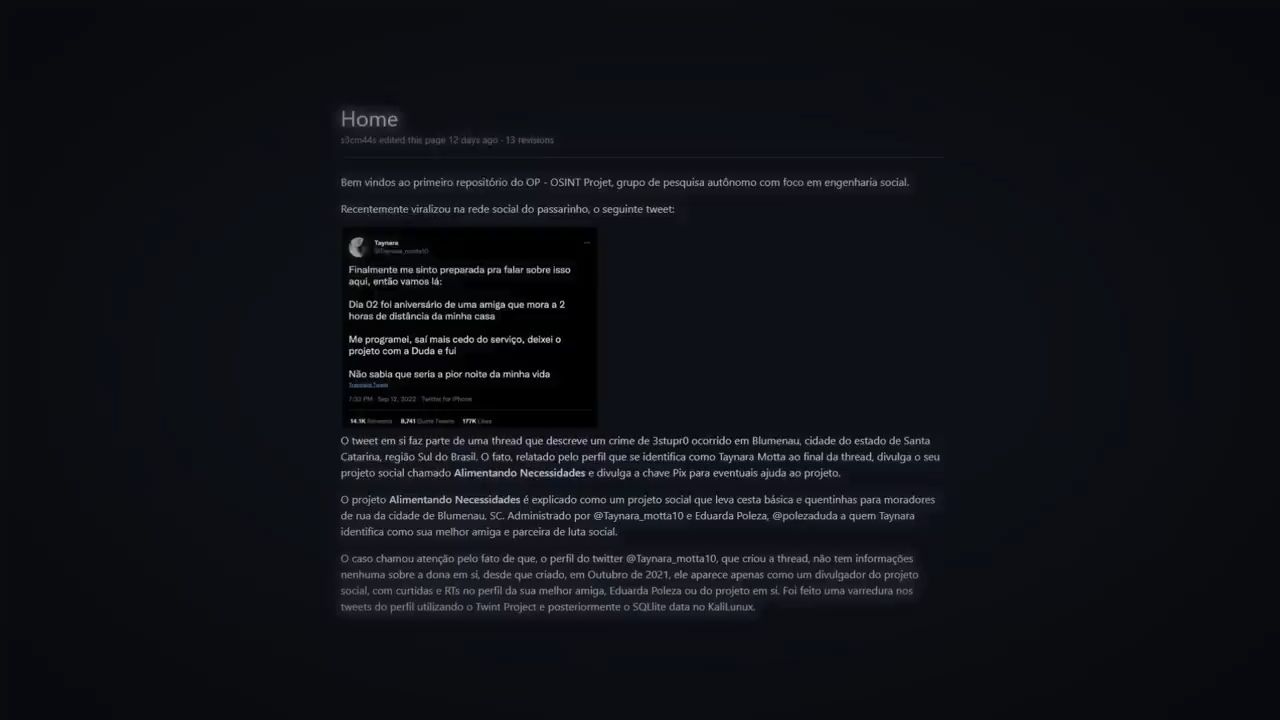 Home
s3cm44s edited this page 12 days ago · 13 revisions
Bem vindos ao primeiro repositório do OP - OSINT Projet, grupo de pesquisa autônomo com foco em engenharia social.
Recentemente viralizou na rede social do passarinho, o seguinte tweet:
Taynara
@Taynara_motta10
Finalmente me sinto preparada pra falar sobre isso
aqui, então vamos lá:
Dia 02 foi aniversário de uma amiga que mora a 2
horas de distância da minha casa
Me programei, saí mais cedo do serviço, deixei o
projeto com a Duda e fui
Não sabia que seria a pior noite da minha vida
Translate Tweet
7:33 PM · Sep 12, 2022 · Twitter for iPhone
14.1K Retweets 8,741 Quote Tweets 177K Likes
O tweet em si faz parte de uma thread que descreve um crime de 3stupr0 ocorrido em Blumenau, cidade do estado de Santa
Catarina, região Sul do Brasil. O fato, relatado pelo perfil que se identifica como Taynara Motta ao final da thread, divulga o seu
projeto social chamado Alimentando Necessidades e divulga a chave Pix para eventuais ajuda ao projeto.
O projeto Alimentando Necessidades é explicado como um projeto social que leva cesta básica e quentinhas para moradores
de rua da cidade de Blumenau, SC. Administrado por @Taynara_motta10 e Eduarda Poleza, @polezaduda a quem Taynara
identifica como sua melhor amiga e parceira de luta social.
O caso chamou atenção pelo fato de que, o perfil do twitter @Taynara_motta10, que criou a thread, não tem informações
nenhuma sobre a dona em si, desde que criado, em Outubro de 2021, ele aparece apenas como um divulgador do projeto
social, com curtidas e RTs no perfil da sua melhor amiga, Eduarda Poleza ou do projeto em si. Foi feito uma varredura nos
tweets do perfil utilizando o Twint Project e posteriormente o SQLlite data no KaliLunux.